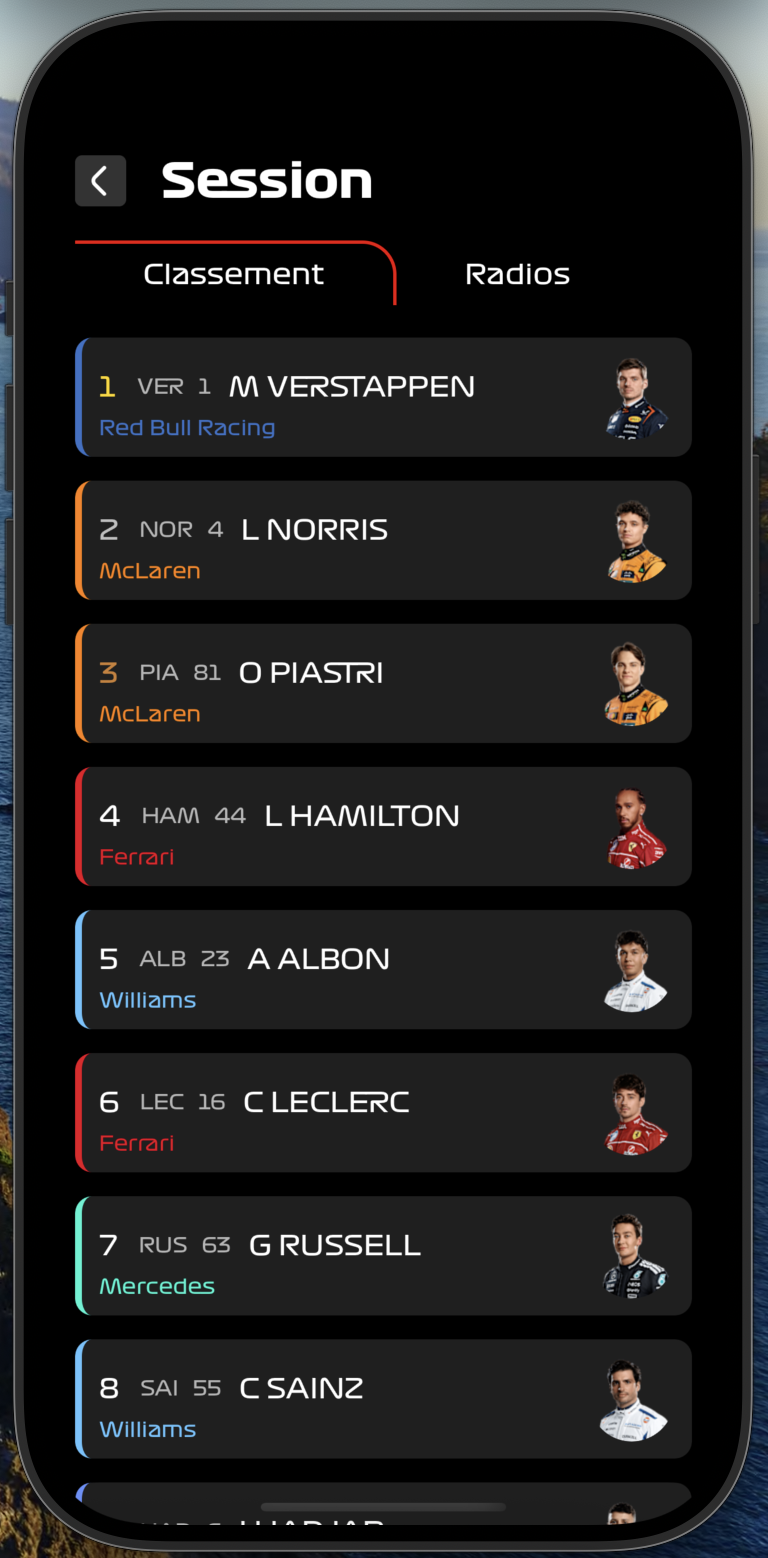 Session
Classement Radios
1 VER 1 M VERSTAPPEN
Red Bull Racing
2 NOR 4 L NORRIS
McLaren
3 PIA 81 O PIASTRI
McLaren
4 HAM 44 L HAMILTON
Ferrari
5 ALB 23 A ALBON
Williams
6 LEC 16 C LECLERC
Ferrari
7 RUS 63 G RUSSELL
Mercedes
8 SAI 55 C SAINZ
Williams